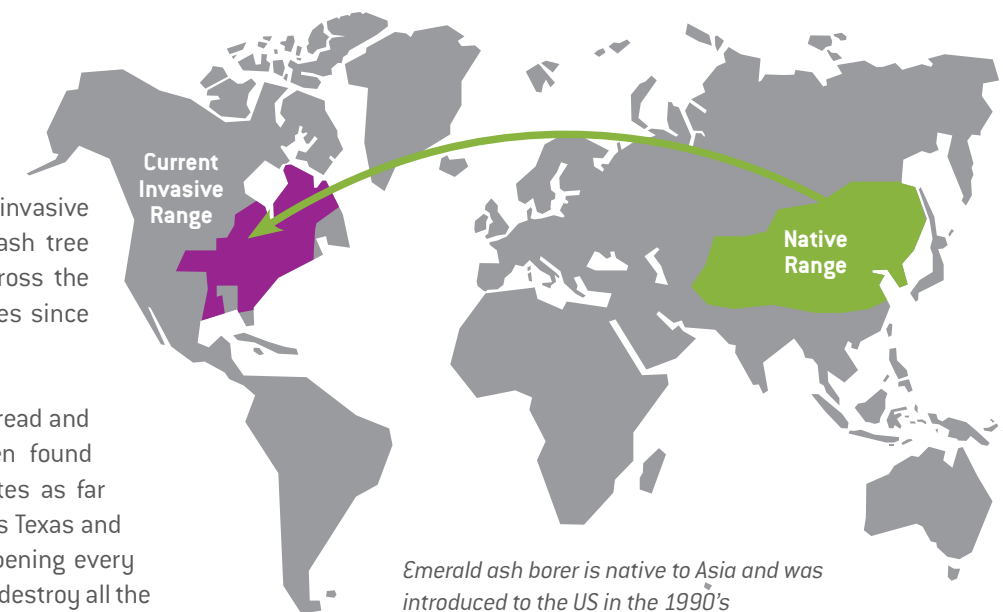 Current
Invasive
Range
Native
Range
invasive
ash tree
ross the
es since
read and
en found
tes as far
s Texas and
pening every
destroy all the
Emerald ash borer is native to Asia and was
introduced to the US in the 1990's